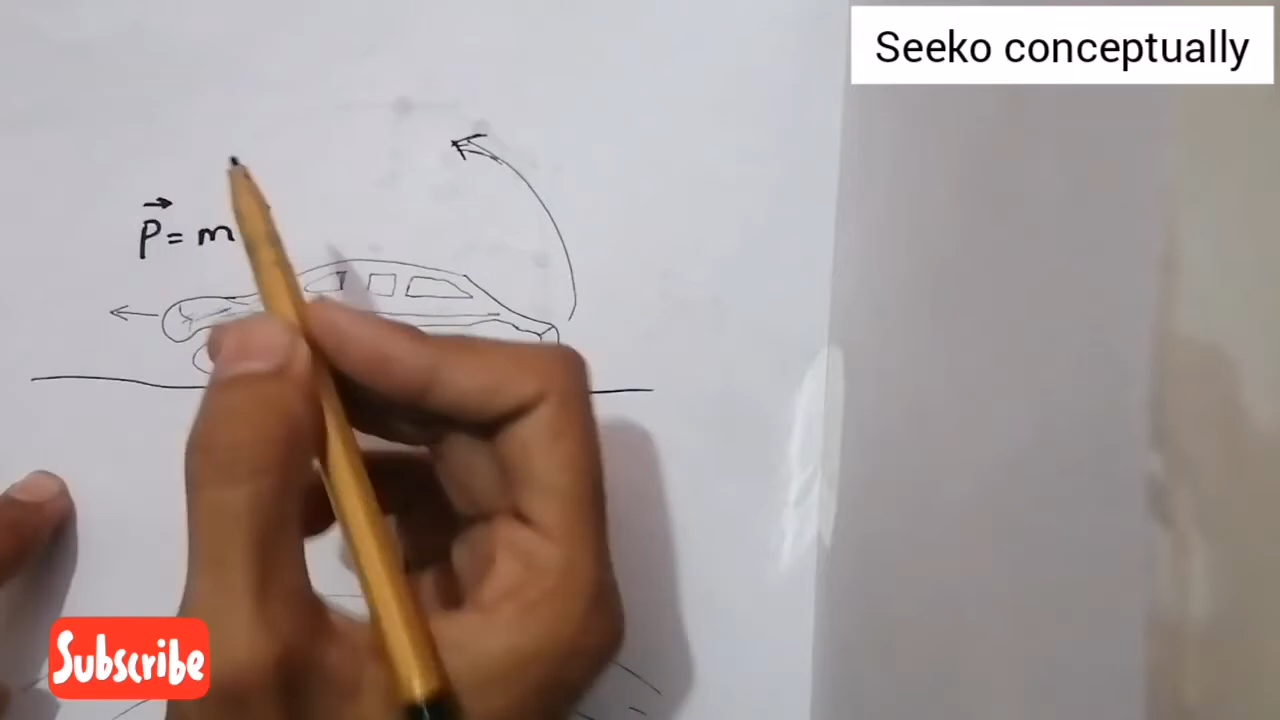 Seeko conceptually
P⃗ = m
Subscribe